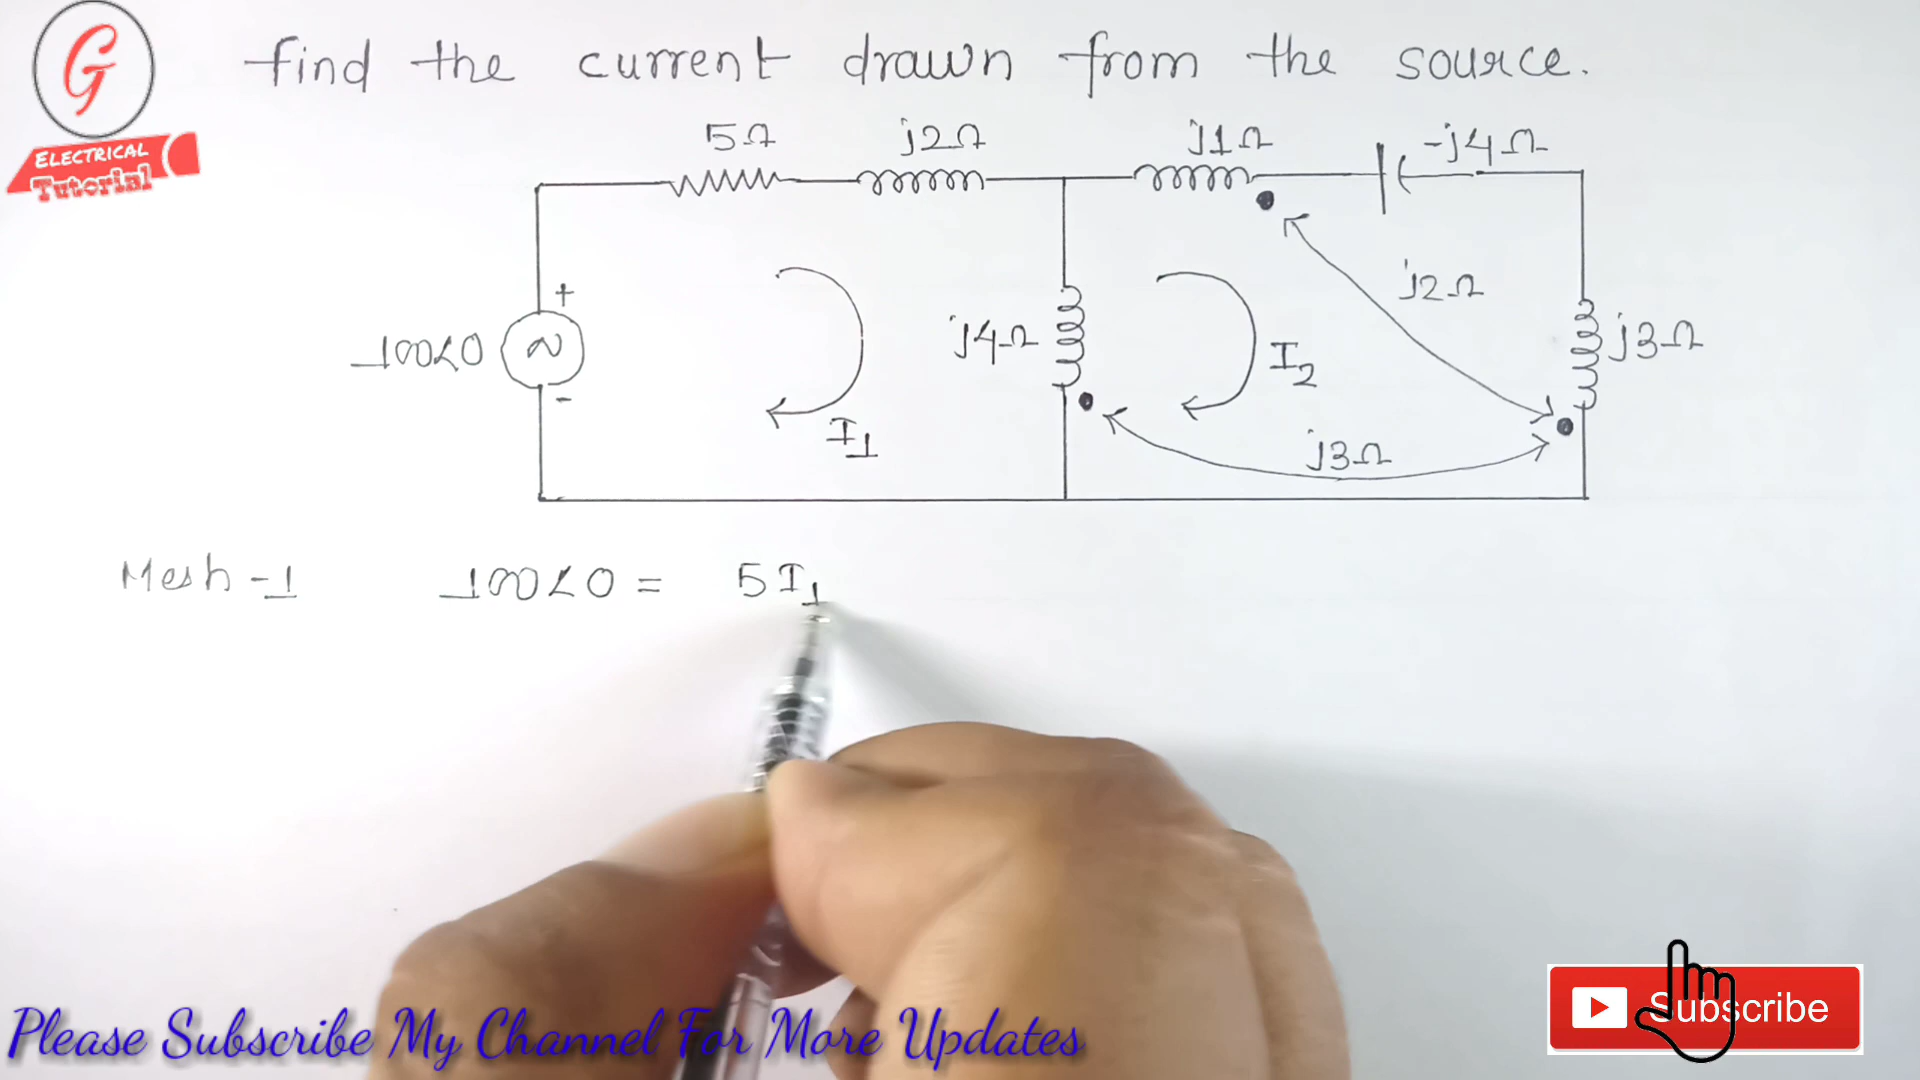 G
ELECTRICAL
Tutorial
find the current drawn from the source.
5Ω j2Ω j1Ω -j4Ω
+
100∠0 j4Ω I2 j2Ω j3Ω
-
I1 j3Ω
Mesh-1 100∠0 = 5I1
Subscribe
Please Subscribe My Channel For More Updates